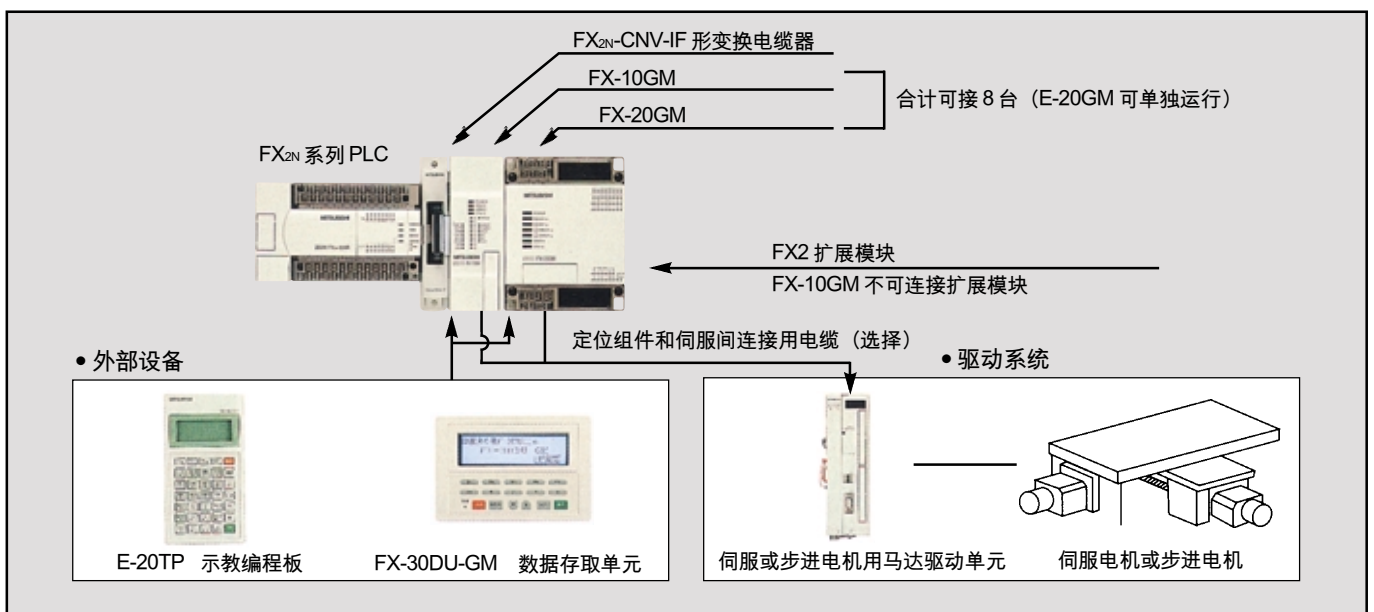 FX2N-CNV-IF 形变换电缆器
FX-10GM
合计可接 8 台（E-20GM 可单独运行）
FX-20GM
FX2N 系列 PLC
FX2 扩展模块
FX-10GM 不可连接扩展模块
定位组件和伺服间连接用电缆（选择）
• 外部设备
• 驱动系统
E-20TP 示教编程板
FX-30DU-GM 数据存取单元
伺服或步进电机用马达驱动单元
伺服电机或步进电机